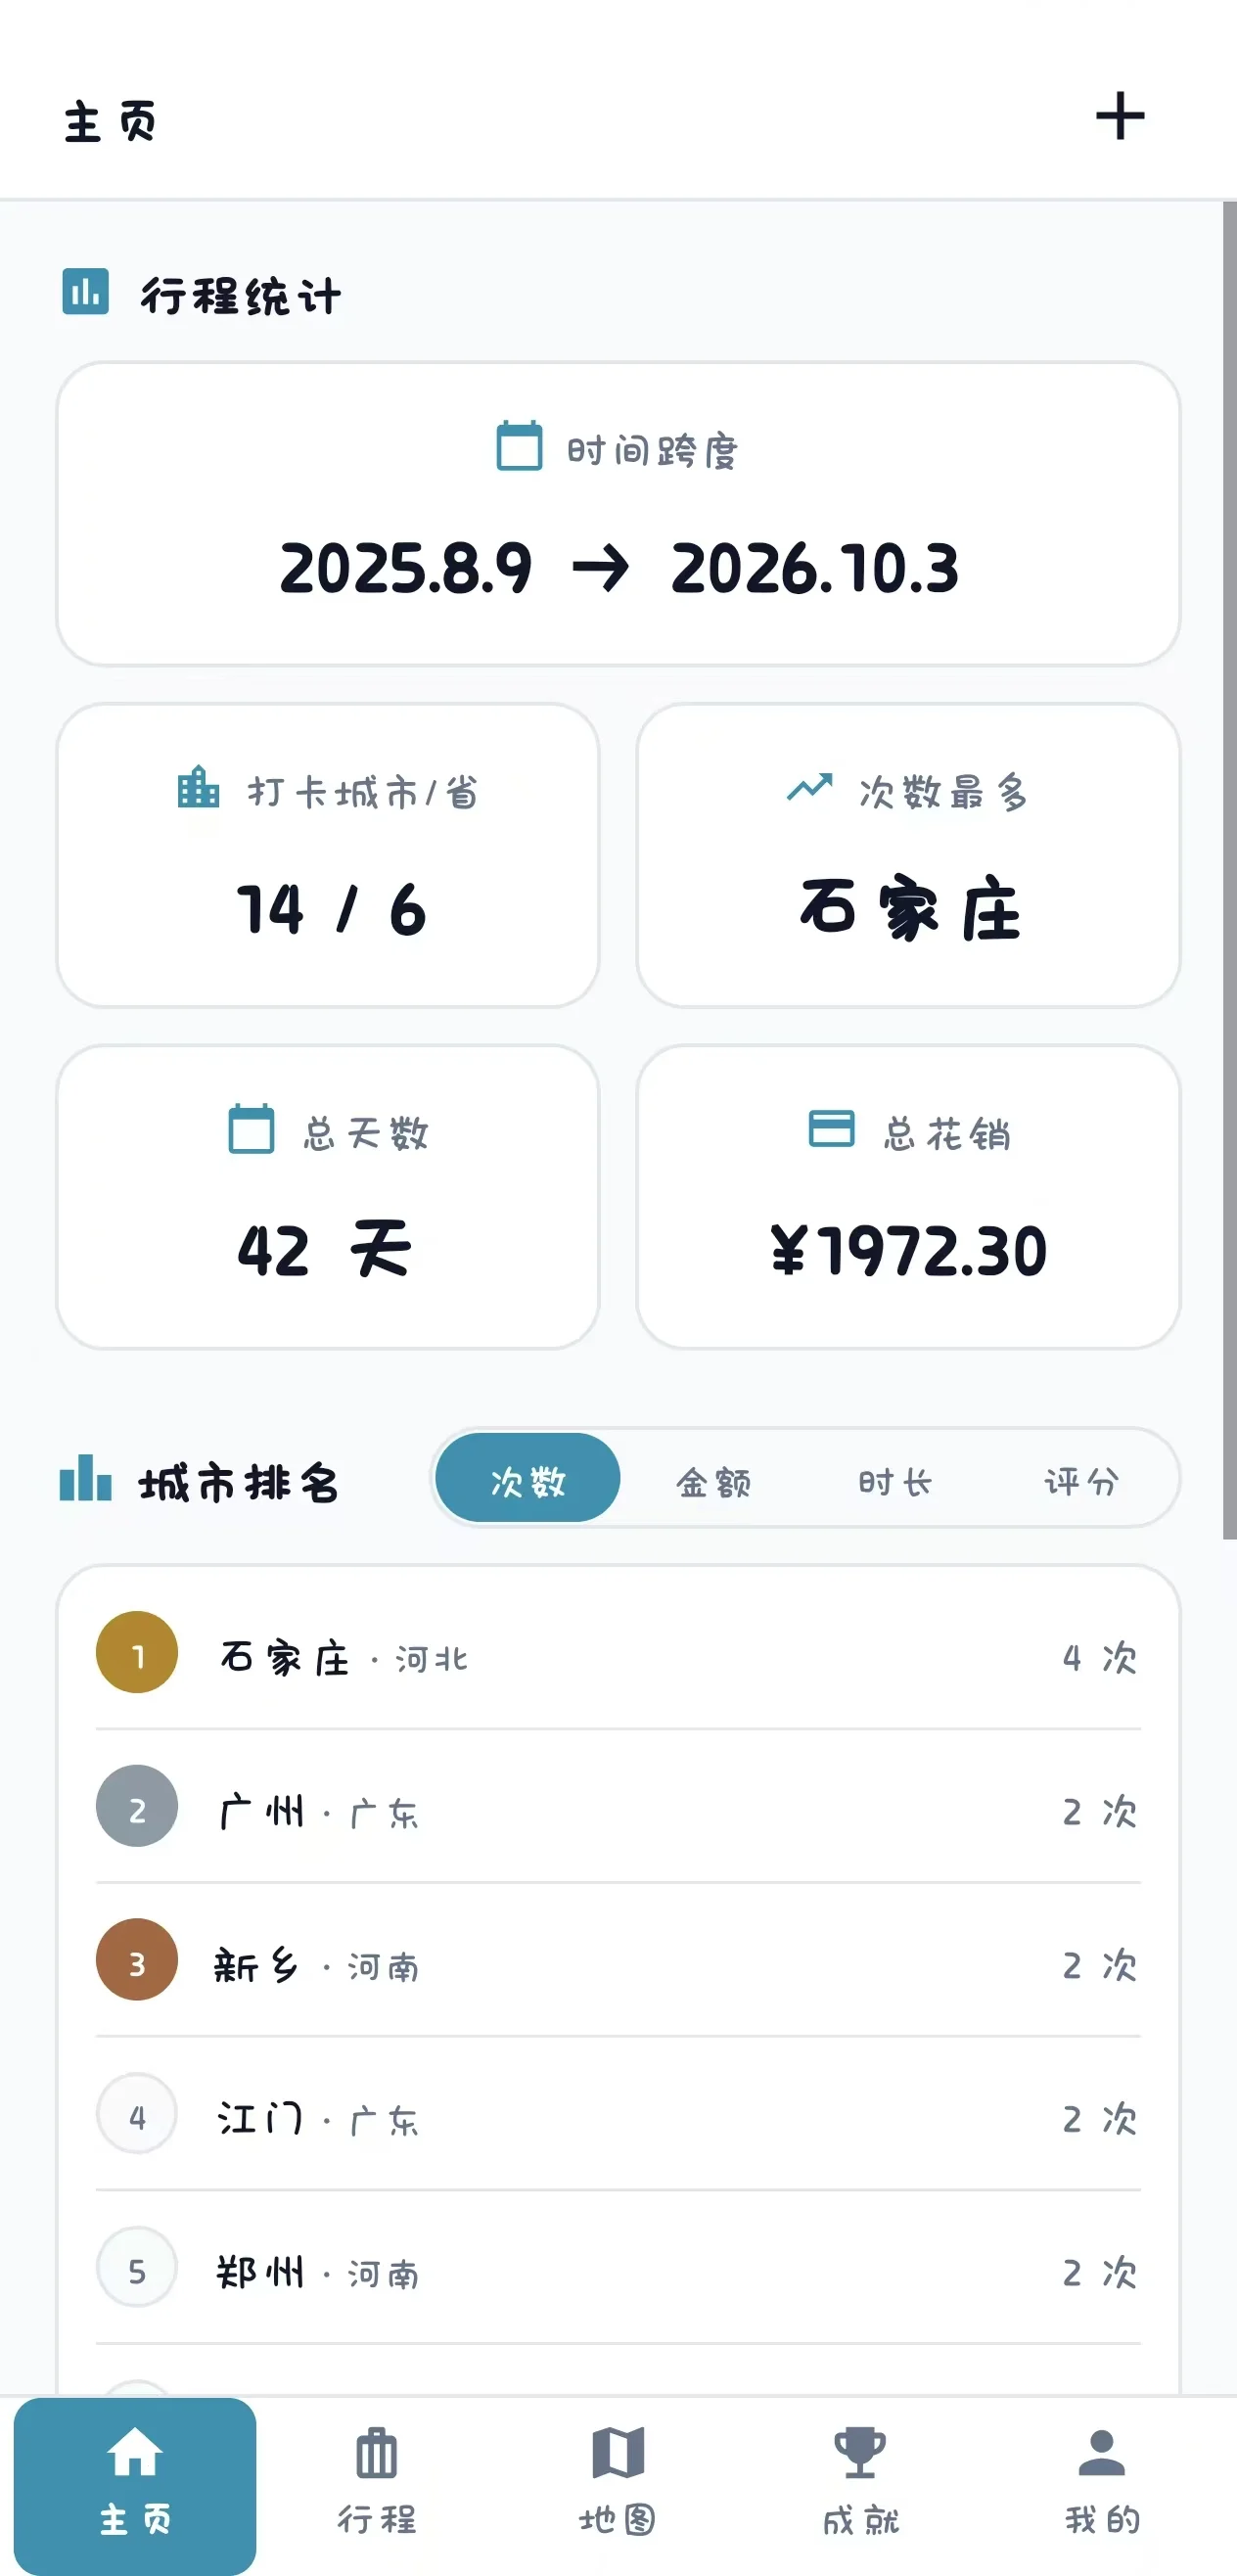 主页
行程统计
时间跨度
2025.8.9 → 2026.10.3
打卡城市/省
14 / 6
次数最多
石家庄
总天数
42 天
总花销
¥1972.30
城市排名
次数 金额 时长 评分
1 石家庄 · 河北 4 次
2 广州 · 广东 2 次
3 新乡 · 河南 2 次
4 江门 · 广东 2 次
5 郑州 · 河南 2 次
主页 行程 地图 成就 我的